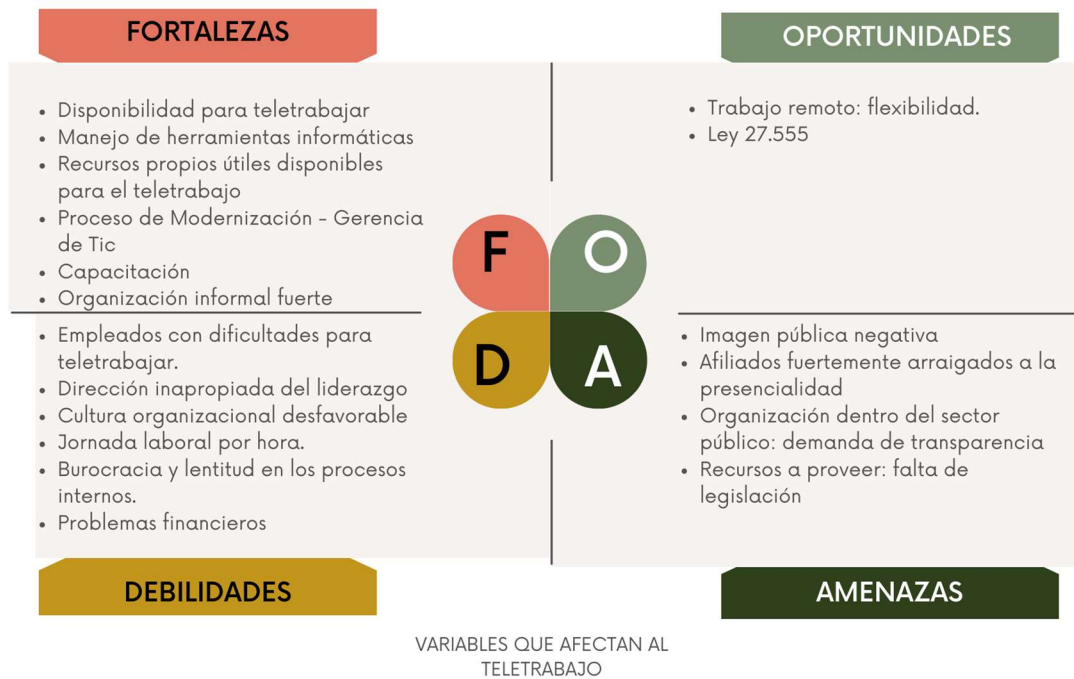 FORTALEZAS
• Disponibilidad para teletrabajar
• Manejo de herramientas informáticas
• Recursos propios útiles disponibles
para el teletrabajo
• Proceso de Modernización - Gerencia
de Tic
• Capacitación
• Organización informal fuerte
OPORTUNIDADES
• Trabajo remoto: flexibilidad.
• Ley 27.555
F
O
D
A
• Empleados con dificultades para
teletrabajar.
• Dirección inapropiada del liderazgo
• Cultura organizacional desfavorable
• Jornada laboral por hora.
• Burocracia y lentitud en los procesos
internos.
• Problemas financieros
DEBILIDADES
• Imagen pública negativa
• Afiliados fuertemente arraigados a la
presencialidad
• Organización dentro del sector
público: demanda de transparencia
• Recursos a proveer: falta de
legislación
AMENAZAS
VARIABLES QUE AFECTAN AL
TELETRABAJO